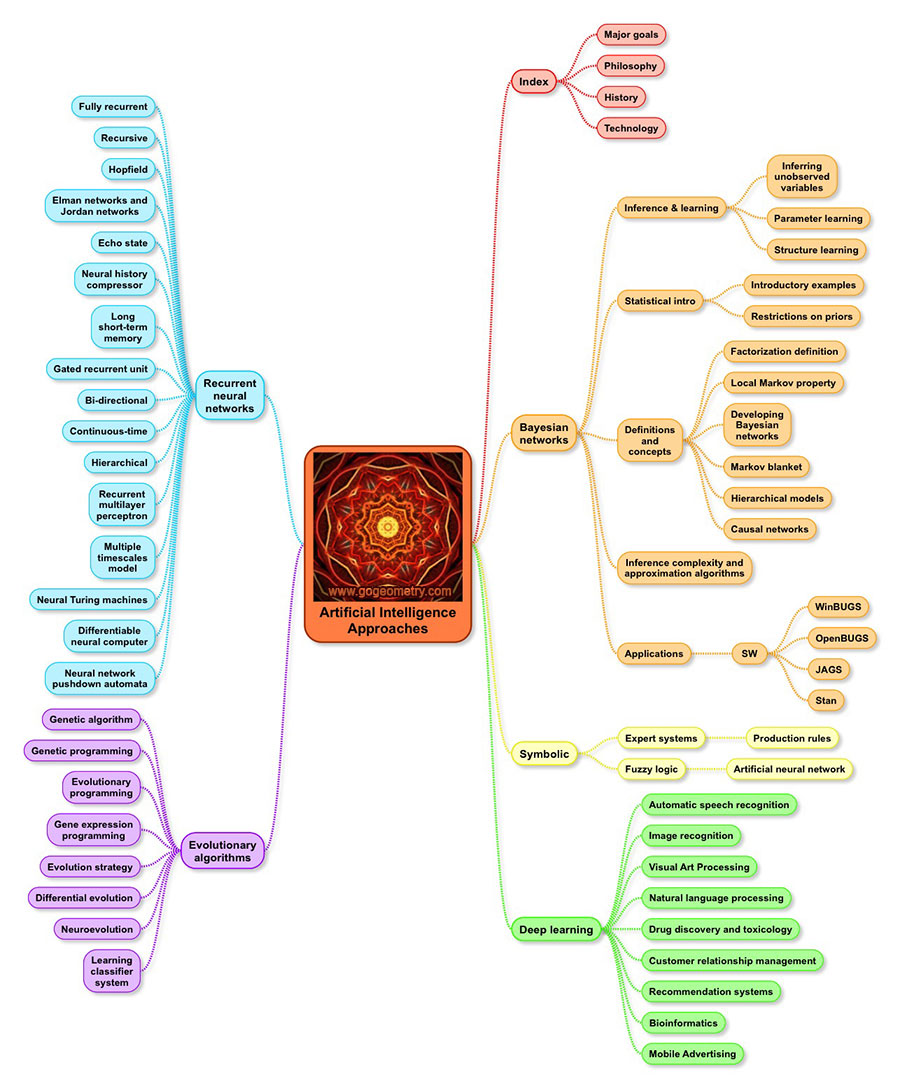 www.gogeometry.com
Artificial Intelligence
Approaches
Index
Major goals
Philosophy
History
Technology
Bayesian
networks
Inference & learning
Inferring
unobserved
variables
Parameter learning
Structure learning
Statistical intro
Introductory examples
Restrictions on priors
Definitions
and
concepts
Factorization definition
Local Markov property
Developing
Bayesian
networks
Markov blanket
Hierarchical models
Causal networks
Inference complexity and
approximation algorithms
Applications
SW
WinBUGS
OpenBUGS
JAGS
Stan
Symbolic
Expert systems
Production rules
Fuzzy logic
Artificial neural network
Deep learning
Automatic speech recognition
Image recognition
Visual Art Processing
Natural language processing
Drug discovery and toxicology
Customer relationship management
Recommendation systems
Bioinformatics
Mobile Advertising
Recurrent
neural
networks
Fully recurrent
Recursive
Hopfield
Elman networks and
Jordan networks
Echo state
Neural history
compressor
Long
short-term
memory
Gated recurrent unit
Bi-directional
Continuous-time
Hierarchical
Recurrent
multilayer
perceptron
Multiple
timescales
model
Neural Turing machines
Differentiable
neural computer
Neural network
pushdown automata
Evolutionary
algorithms
Genetic algorithm
Genetic programming
Evolutionary
programming
Gene expression
programming
Evolution strategy
Differential evolution
Neuroevolution
Learning
classifier
system